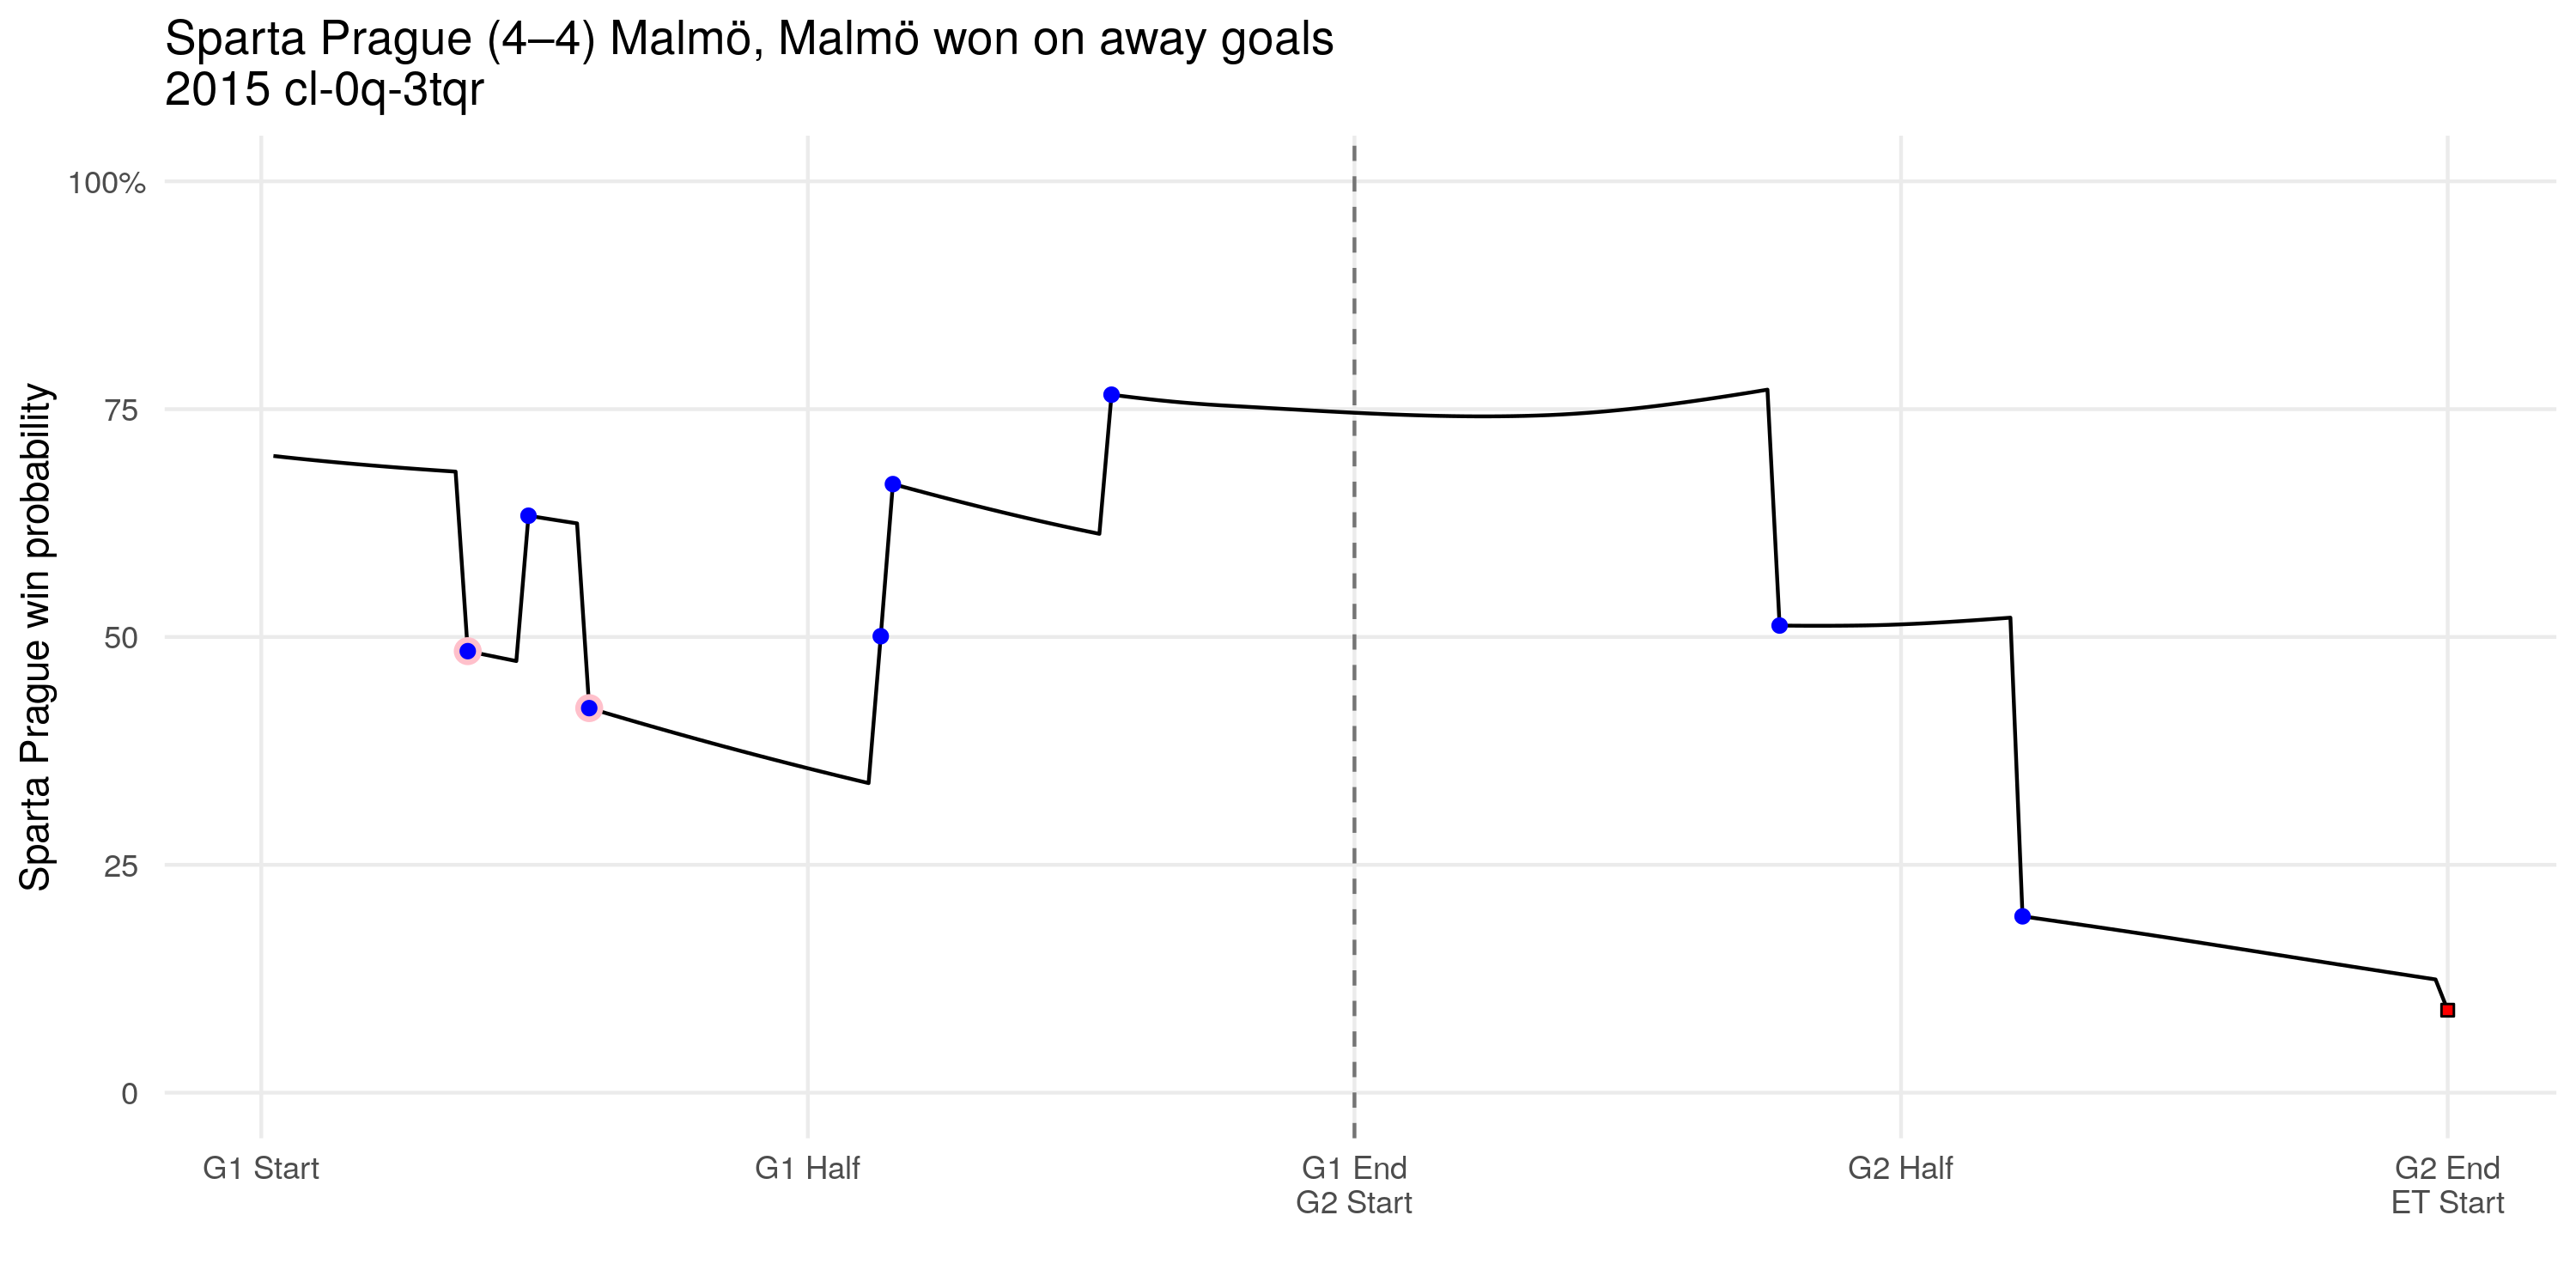 Sparta Prague (4–4) Malmö, Malmö won on away goals
2015 cl-0q-3tqr
Sparta Prague win probability
100%
75
50
25
0
G1 Start
G1 Half
G1 End
G2 Start
G2 Half
G2 End
ET Start